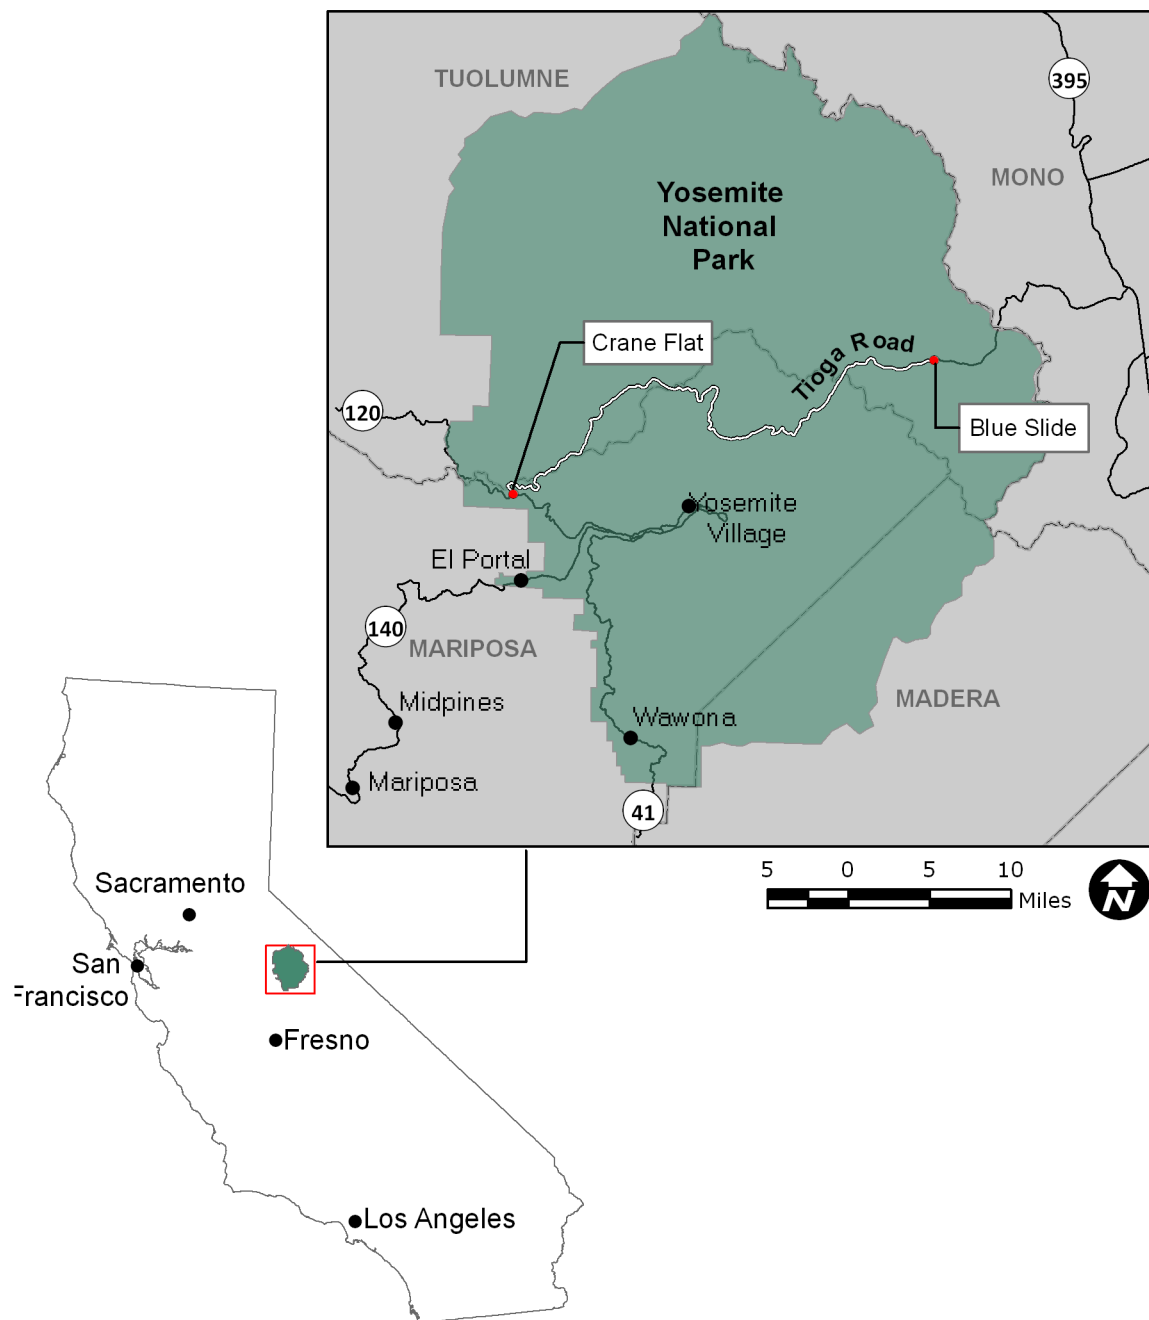 TUOLUMNE
395
MONO
Yosemite
National
Park
Crane Flat
Tioga Road
120
Blue Slide
Yosemite
Village
El Portal
140
MARIPOSA
Midpines
Wawona
MADERA
Mariposa
41
5 0 5 10
Miles
N
Sacramento
San
Francisco
Fresno
Los Angeles